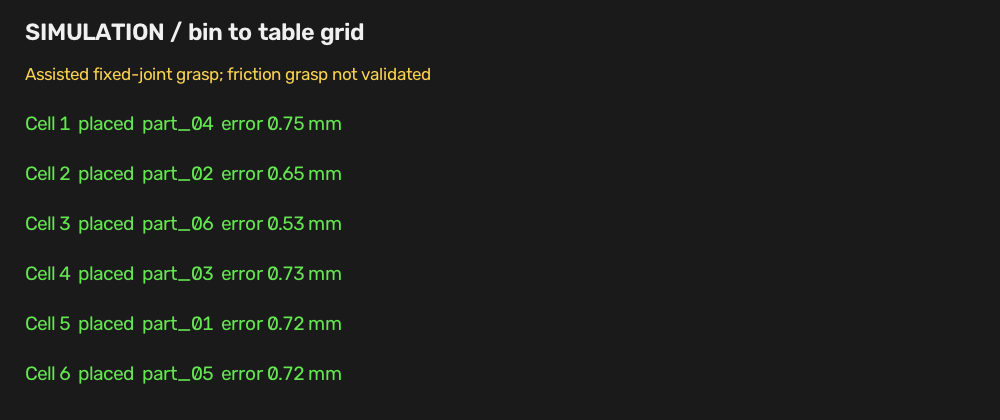 SIMULATION / bin to table grid
Assisted fixed-joint grasp; friction grasp not validated
Cell 1 placed part_04 error 0.75 mm
Cell 2 placed part_02 error 0.65 mm
Cell 3 placed part_06 error 0.53 mm
Cell 4 placed part_03 error 0.73 mm
Cell 5 placed part_01 error 0.72 mm
Cell 6 placed part_05 error 0.72 mm